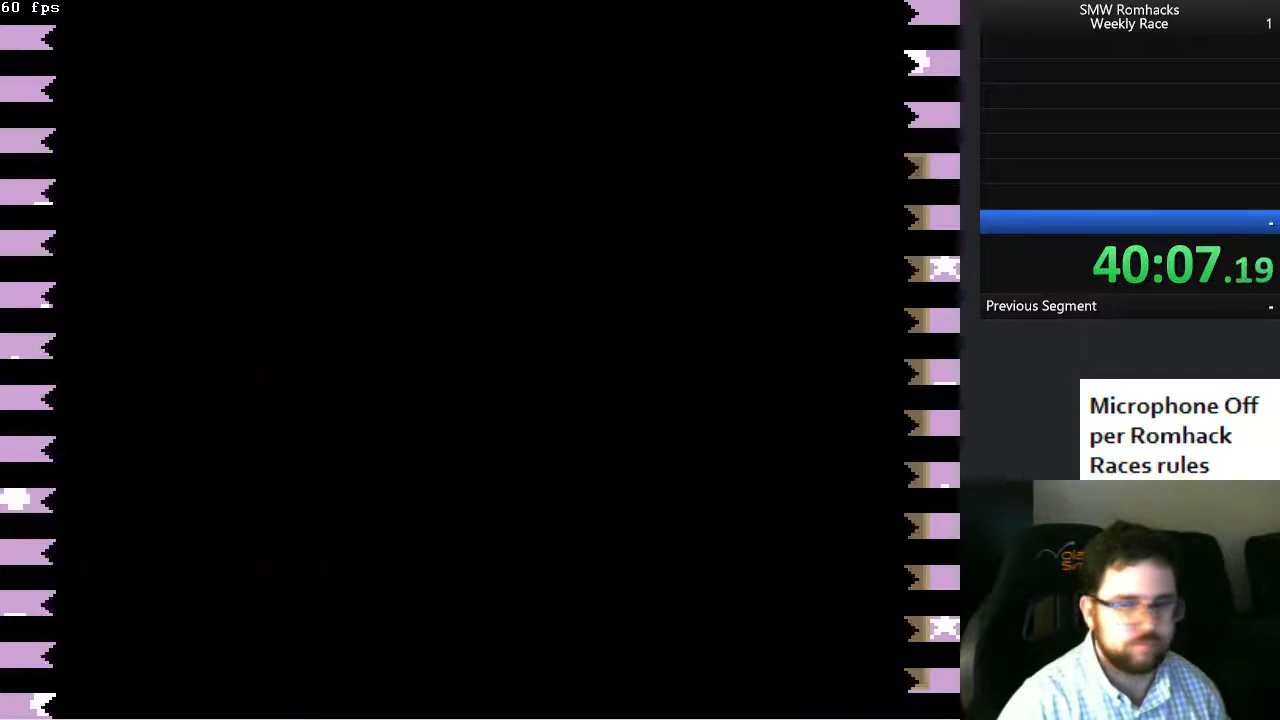 60 fps
SMW Romhacks
Weekly Race 1
-
40:07.19
Previous Segment -
Microphone Off
per Romhack
Races rules